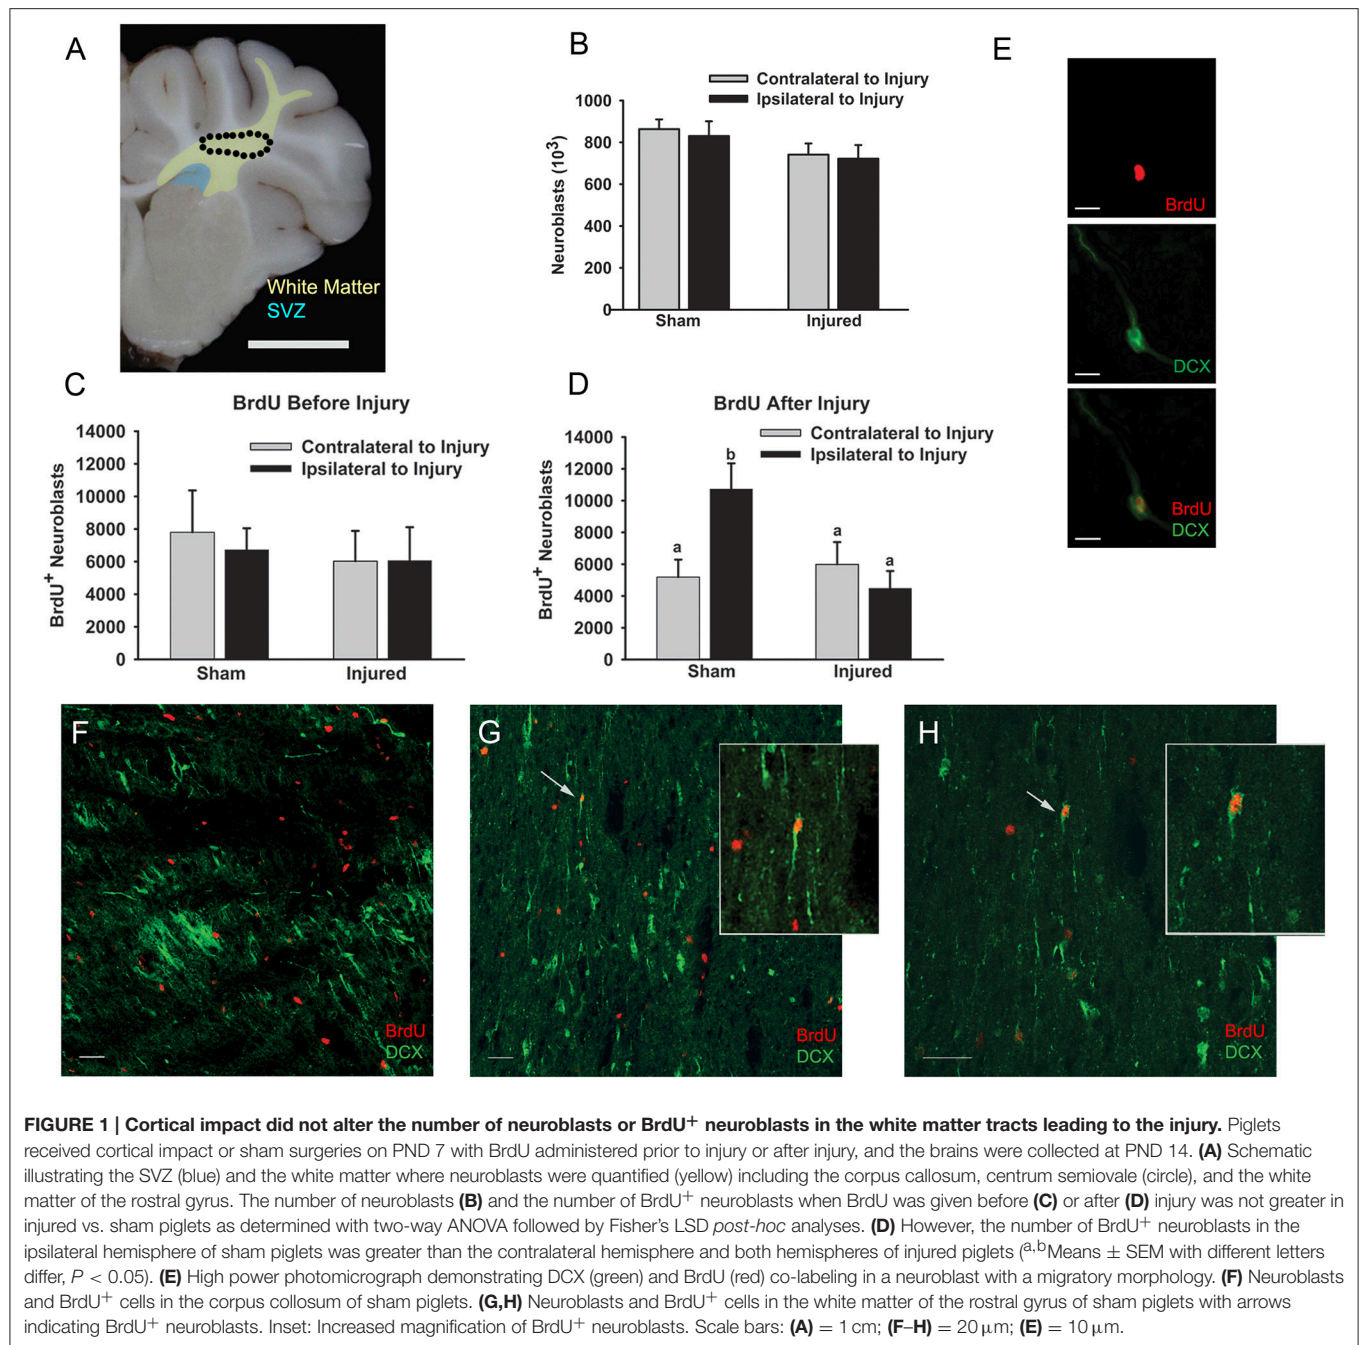 A
White Matter
SVZ
B
Contralateral to Injury
Ipsilateral to Injury
Neuroblasts (10³)
1000
800
600
400
200
0
Sham
Injured
E
BrdU
DCX
BrdU
DCX
C
BrdU Before Injury
Contralateral to Injury
Ipsilateral to Injury
BrdU⁺ Neuroblasts
14000
12000
10000
8000
6000
4000
2000
0
Sham
Injured
D
BrdU After Injury
Contralateral to Injury
Ipsilateral to Injury
BrdU⁺ Neuroblasts
14000
12000
10000
8000
6000
4000
2000
0
a
b
a
a
Sham
Injured
F
BrdU
DCX
G
BrdU
DCX
H
BrdU
DCX
FIGURE 1 | Cortical impact did not alter the number of neuroblasts or BrdU⁺ neuroblasts in the white matter tracts leading to the injury. Piglets
received cortical impact or sham surgeries on PND 7 with BrdU administered prior to injury or after injury, and the brains were collected at PND 14. (A) Schematic
illustrating the SVZ (blue) and the white matter where neuroblasts were quantified (yellow) including the corpus callosum, centrum semiovale (circle), and the white
matter of the rostral gyrus. The number of neuroblasts (B) and the number of BrdU⁺ neuroblasts when BrdU was given before (C) or after (D) injury was not greater in
injured vs. sham piglets as determined with two-way ANOVA followed by Fisher's LSD post-hoc analyses. (D) However, the number of BrdU⁺ neuroblasts in the
ipsilateral hemisphere of sham piglets was greater than the contralateral hemisphere and both hemispheres of injured piglets (ᵃ,ᵇMeans ± SEM with different letters
differ, P < 0.05). (E) High power photomicrograph demonstrating DCX (green) and BrdU (red) co-labeling in a neuroblast with a migratory morphology. (F) Neuroblasts
and BrdU⁺ cells in the corpus collosum of sham piglets. (G,H) Neuroblasts and BrdU⁺ cells in the white matter of the rostral gyrus of sham piglets with arrows
indicating BrdU⁺ neuroblasts. Inset: Increased magnification of BrdU⁺ neuroblasts. Scale bars: (A) = 1 cm; (F–H) = 20 μm; (E) = 10 μm.